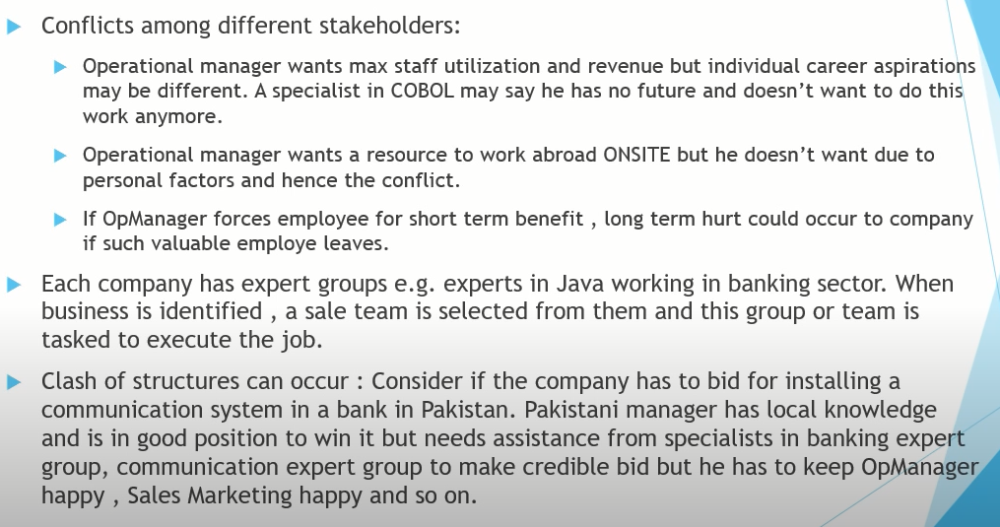 Conflicts among different stakeholders:
Operational manager wants max staff utilization and revenue but individual career aspirations
may be different. A specialist in COBOL may say he has no future and doesn’t want to do this
work anymore.
Operational manager wants a resource to work abroad ONSITE but he doesn’t want due to
personal factors and hence the conflict.
If OpManager forces employee for short term benefit , long term hurt could occur to company
if such valuable employe leaves.
Each company has expert groups e.g. experts in Java working in banking sector. When
business is identified , a sale team is selected from them and this group or team is
tasked to execute the job.
Clash of structures can occur : Consider if the company has to bid for installing a
communication system in a bank in Pakistan. Pakistani manager has local knowledge
and is in good position to win it but needs assistance from specialists in banking expert
group, communication expert group to make credible bid but he has to keep OpManager
happy , Sales Marketing happy and so on.